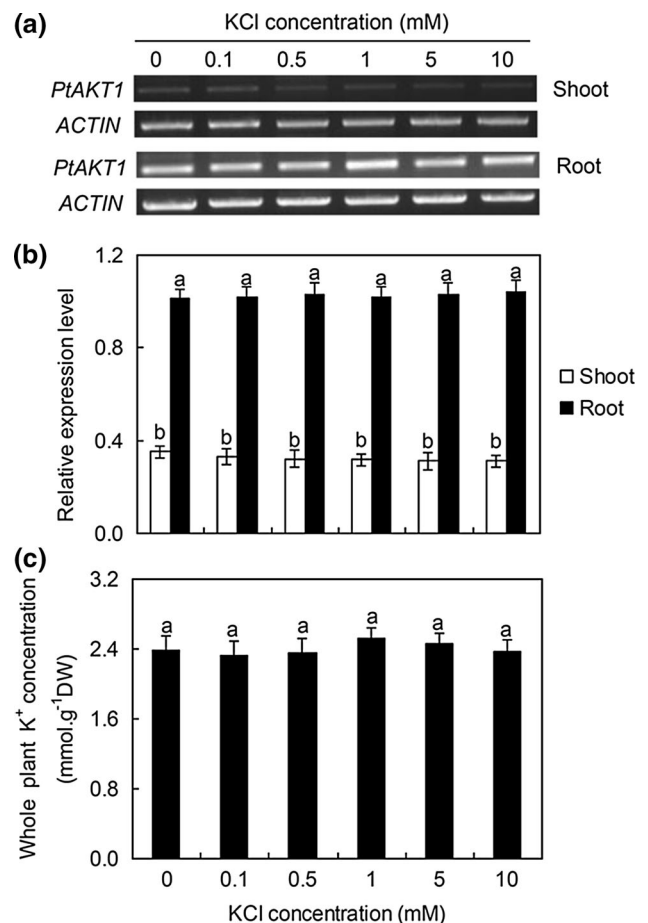 (a)
KCl concentration (mM)
0 0.1 0.5 1 5 10
PtAKT1 Shoot
ACTIN
PtAKT1 Root
ACTIN
(b)
Relative expression level
1.2
0.8
0.4
0.0
a a a a a a
b b b b b b
Shoot
Root
(c)
Whole plant K⁺ concentration
(mmol.g⁻¹DW)
3.2
2.4
1.6
0.8
0.0
a a a a a a
0 0.1 0.5 1 5 10
KCl concentration (mM)